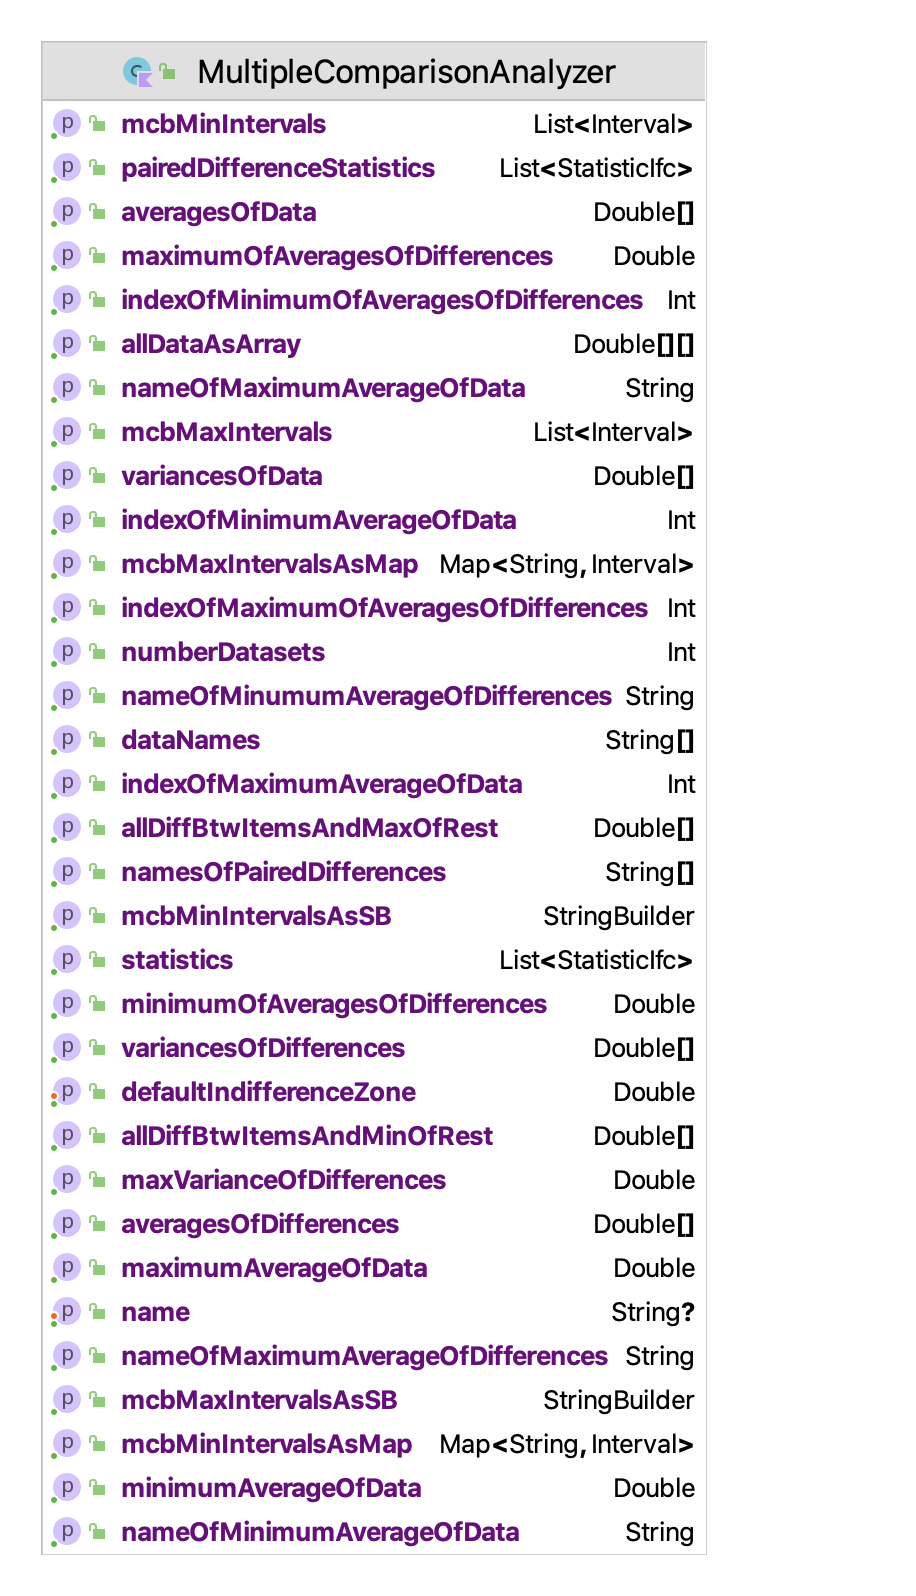 MultipleComparisonAnalyzer
p mcbMinIntervals List<Interval>
p pairedDifferenceStatistics List<StatisticIfc>
p averagesOfData Double[]
p maximumOfAveragesOfDifferences Double
p indexOfMinimumOfAveragesOfDifferences Int
p allDataAsArray Double[][]
p nameOfMaximumAverageOfData String
p mcbMaxIntervals List<Interval>
p variancesOfData Double[]
p indexOfMinimumAverageOfData Int
p mcbMaxIntervalsAsMap Map<String, Interval>
p indexOfMaximumOfAveragesOfDifferences Int
p numberDatasets Int
p nameOfMinumumAverageOfDifferences String
p dataNames String[]
p indexOfMaximumAverageOfData Int
p allDiffBtwItemsAndMaxOfRest Double[]
p namesOfPairedDifferences String[]
p mcbMinIntervalsAsSB StringBuilder
p statistics List<StatisticIfc>
p minimumOfAveragesOfDifferences Double
p variancesOfDifferences Double[]
p defaultIndifferenceZone Double
p allDiffBtwItemsAndMinOfRest Double[]
p maxVarianceOfDifferences Double
p averagesOfDifferences Double[]
p maximumAverageOfData Double
p name String?
p nameOfMaximumAverageOfDifferences String
p mcbMaxIntervalsAsSB StringBuilder
p mcbMinIntervalsAsMap Map<String, Interval>
p minimumAverageOfData Double
p nameOfMinimumAverageOfData String